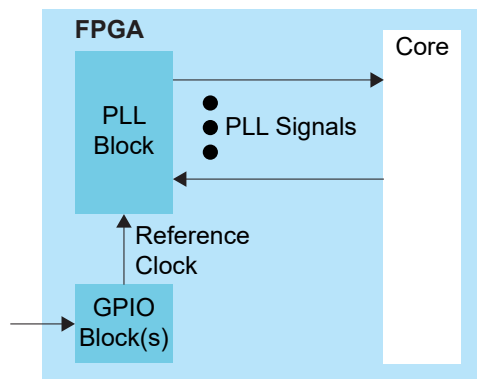 FPGA
Core
PLL
Block
PLL Signals
Reference
Clock
GPIO
Block(s)